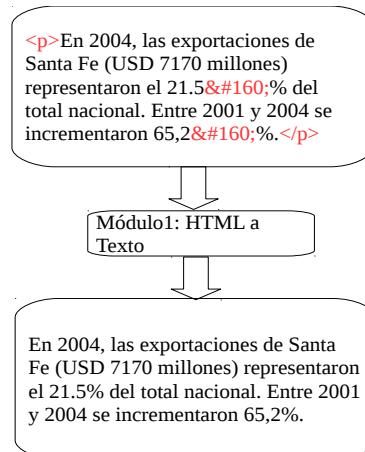 <p>En 2004, las exportaciones de
Santa Fe (USD 7170 millones)
representaron el 21.5&#160;% del
total nacional. Entre 2001 y 2004 se
incrementaron 65,2&#160;%.</p>
Módulo1: HTML a
Texto
En 2004, las exportaciones de Santa
Fe (USD 7170 millones) representaron
el 21.5% del total nacional. Entre 2001
y 2004 se incrementaron 65,2%.